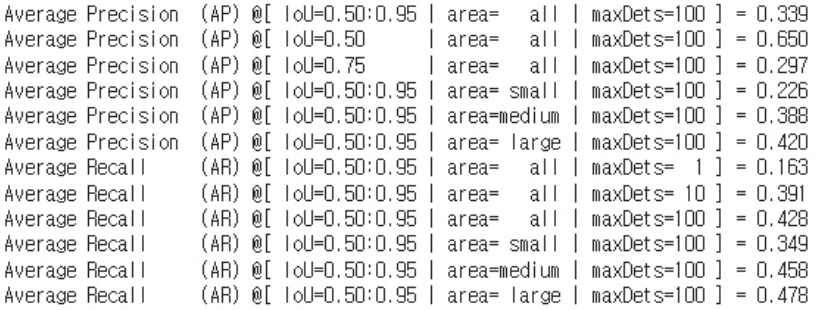 Average Precision  (AP) @[ IoU=0.50:0.95 | area=   all | maxDets=100 ] = 0.339
Average Precision  (AP) @[ IoU=0.50      | area=   all | maxDets=100 ] = 0.650
Average Precision  (AP) @[ IoU=0.75      | area=   all | maxDets=100 ] = 0.297
Average Precision  (AP) @[ IoU=0.50:0.95 | area= small | maxDets=100 ] = 0.226
Average Precision  (AP) @[ IoU=0.50:0.95 | area=medium | maxDets=100 ] = 0.388
Average Precision  (AP) @[ IoU=0.50:0.95 | area= large | maxDets=100 ] = 0.420
Average Recall     (AR) @[ IoU=0.50:0.95 | area=   all | maxDets=  1 ] = 0.163
Average Recall     (AR) @[ IoU=0.50:0.95 | area=   all | maxDets= 10 ] = 0.391
Average Recall     (AR) @[ IoU=0.50:0.95 | area=   all | maxDets=100 ] = 0.428
Average Recall     (AR) @[ IoU=0.50:0.95 | area= small | maxDets=100 ] = 0.349
Average Recall     (AR) @[ IoU=0.50:0.95 | area=medium | maxDets=100 ] = 0.458
Average Recall     (AR) @[ IoU=0.50:0.95 | area= large | maxDets=100 ] = 0.478